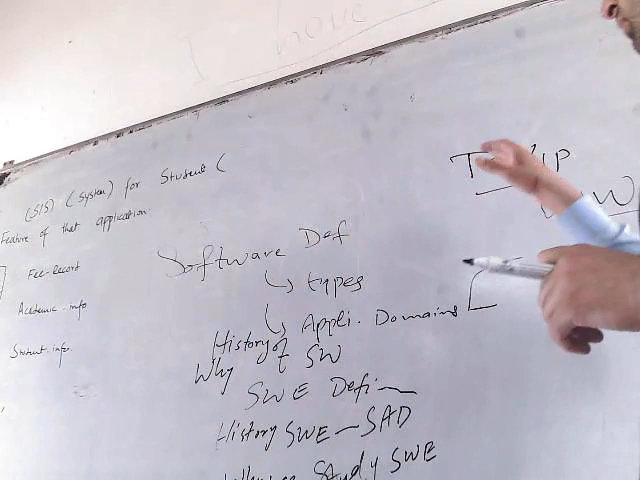 I have
(SIS) (System) for Student (
Feature of that application
Fee-Record
Academic-info
Student-info
Software Def
↳ types
↳ Appli. Domains
History of SW
Why
SWE Defi
History SWE - SAD
Study SWE